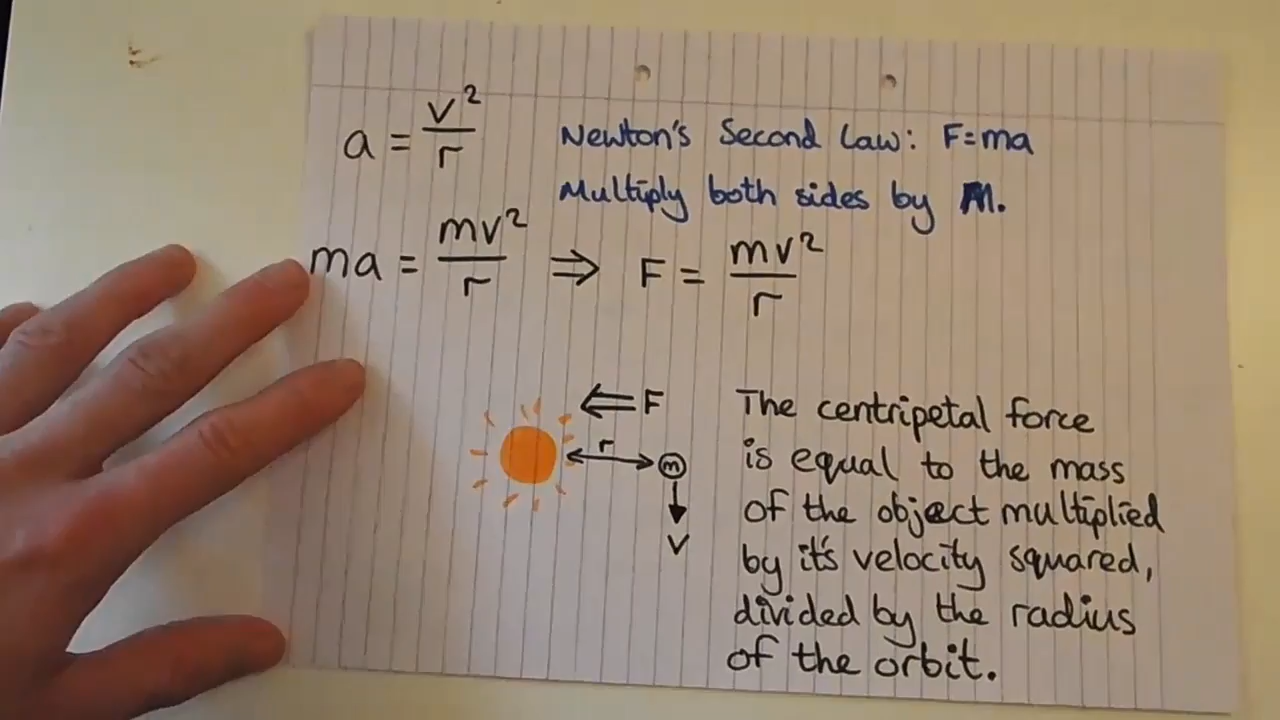 a = v²/r
Newton's Second Law: F=ma
Multiply both sides by M.
ma = mv²/r ⇒ F = mv²/r
⇐ F
r
m
v
The centripetal force
is equal to the mass
of the object multiplied
by it's velocity squared,
divided by the radius
of the orbit.